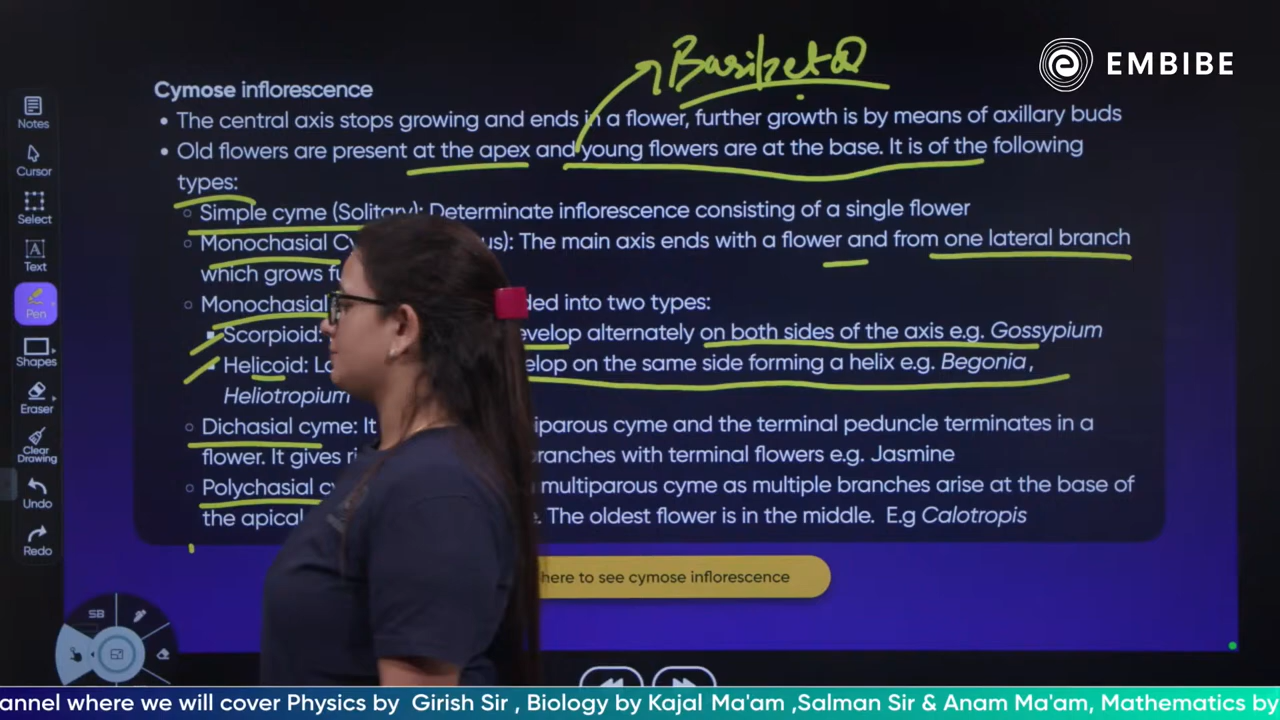 BasipetQ
EMBIBE
Cymose inflorescence
• The central axis stops growing and ends in a flower, further growth is by means of axillary buds
• Old flowers are present at the apex and young flowers are at the base. It is of the following
types:
Simple cyme (Solitary): Determinate inflorescence consisting of a single flower
Monochasial Cy us): The main axis ends with a flower and from one lateral branch
which grows fu
Monochasial ded into two types:
Scorpioid: evelop alternately on both sides of the axis e.g. Gossypium
Helicoid: La elop on the same side forming a helix e.g. Begonia,
Heliotropium
Dichasial cyme: It iparous cyme and the terminal peduncle terminates in a
flower. It gives ri branches with terminal flowers e.g. Jasmine
Polychasial cy multiparous cyme as multiple branches arise at the base of
the apical . The oldest flower is in the middle. E.g Calotropis
here to see cymose inflorescence
Notes
Cursor
Select
A
Text
Pen
Shapes
Eraser
Clear
Drawing
Undo
Redo
SB
annel where we will cover Physics by Girish Sir , Biology by Kajal Ma'am ,Salman Sir & Anam Ma'am, Mathematics by